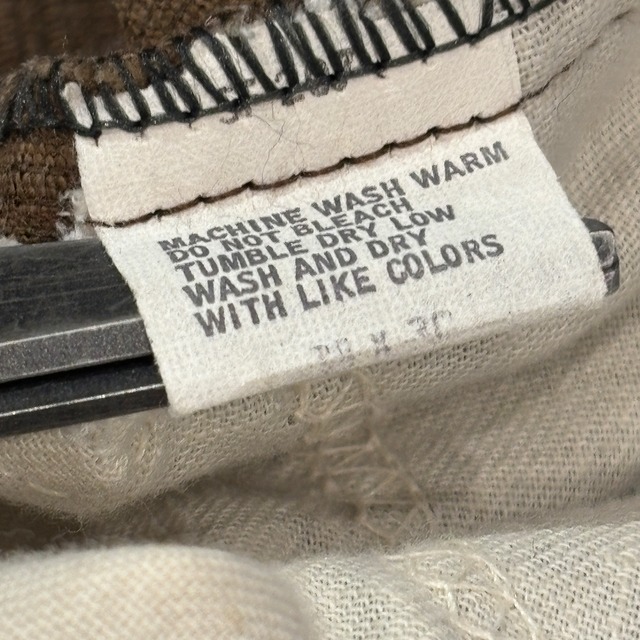 MACHINE WASH WARM
DO NOT BLEACH
TUMBLE DRY LOW
WASH AND DRY
WITH LIKE COLORS